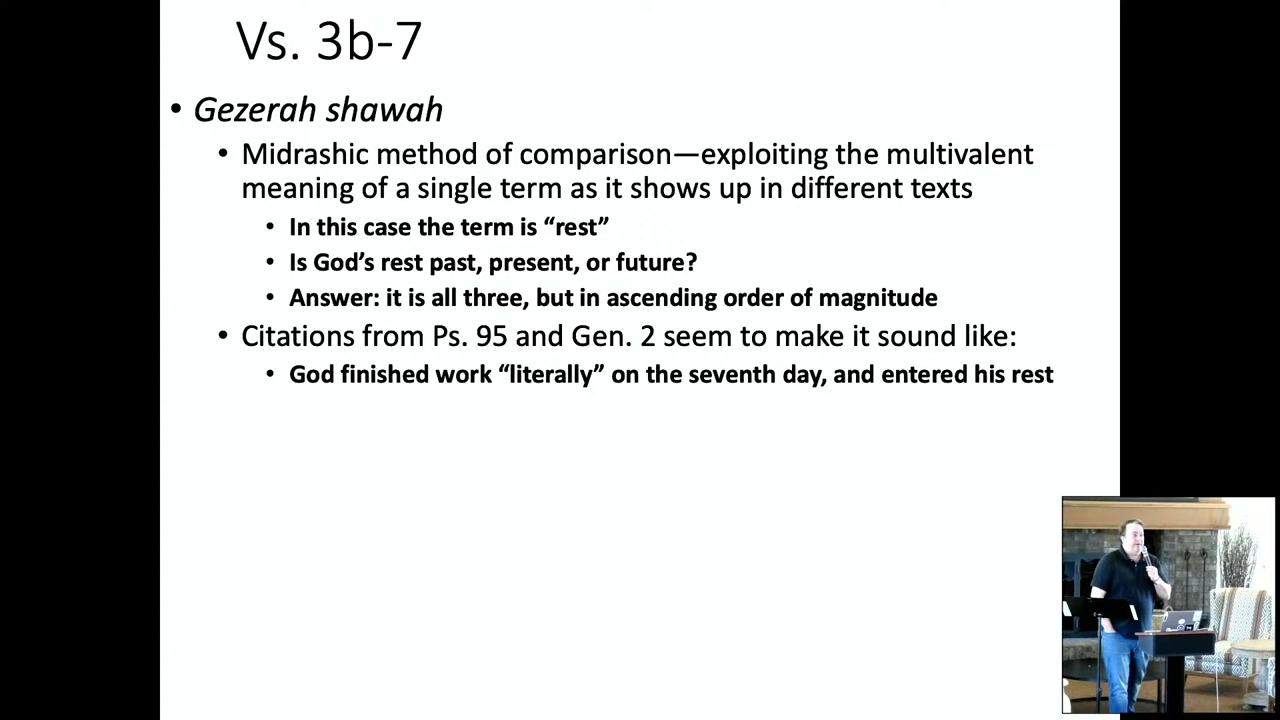 Vs. 3b-7
• Gezerah shawah
• Midrashic method of comparison—exploiting the multivalent
meaning of a single term as it shows up in different texts
• In this case the term is “rest”
• Is God’s rest past, present, or future?
• Answer: it is all three, but in ascending order of magnitude
• Citations from Ps. 95 and Gen. 2 seem to make it sound like:
• God finished work “literally” on the seventh day, and entered his rest